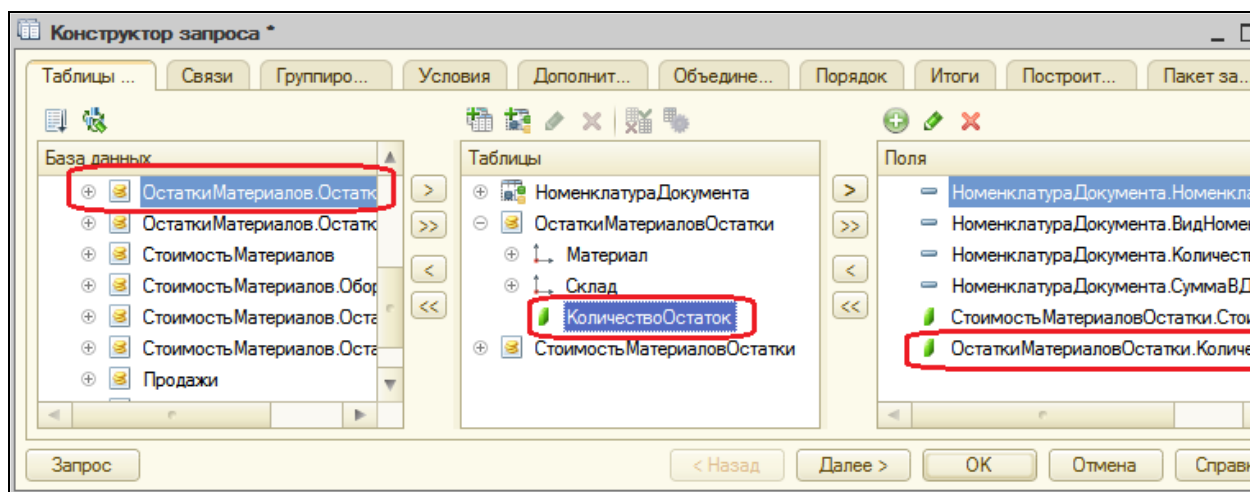 Конструктор запроса *
Таблицы ... Связи Группиро... Условия Дополнит... Объедине... Порядок Итоги Построит... Пакет за...
База данных
ОстаткиМатериалов.Остатк
ОстаткиМатериалов.Остатк
СтоимостьМатериалов
СтоимостьМатериалов.Обор
СтоимостьМатериалов.Оста
СтоимостьМатериалов.Оста
Продажи
> >> < <<
Таблицы
НоменклатураДокумента
ОстаткиМатериаловОстатки
Материал
Склад
КоличествоОстаток
СтоимостьМатериаловОстатки
> >> < <<
Поля
НоменклатураДокумента.Номенкла
НоменклатураДокумента.ВидНоме
НоменклатураДокумента.Количест
НоменклатураДокумента.СуммаВД
СтоимостьМатериаловОстатки.Сто
ОстаткиМатериаловОстатки.Количе
Запрос < Назад Далее > ОК Отмена Справ